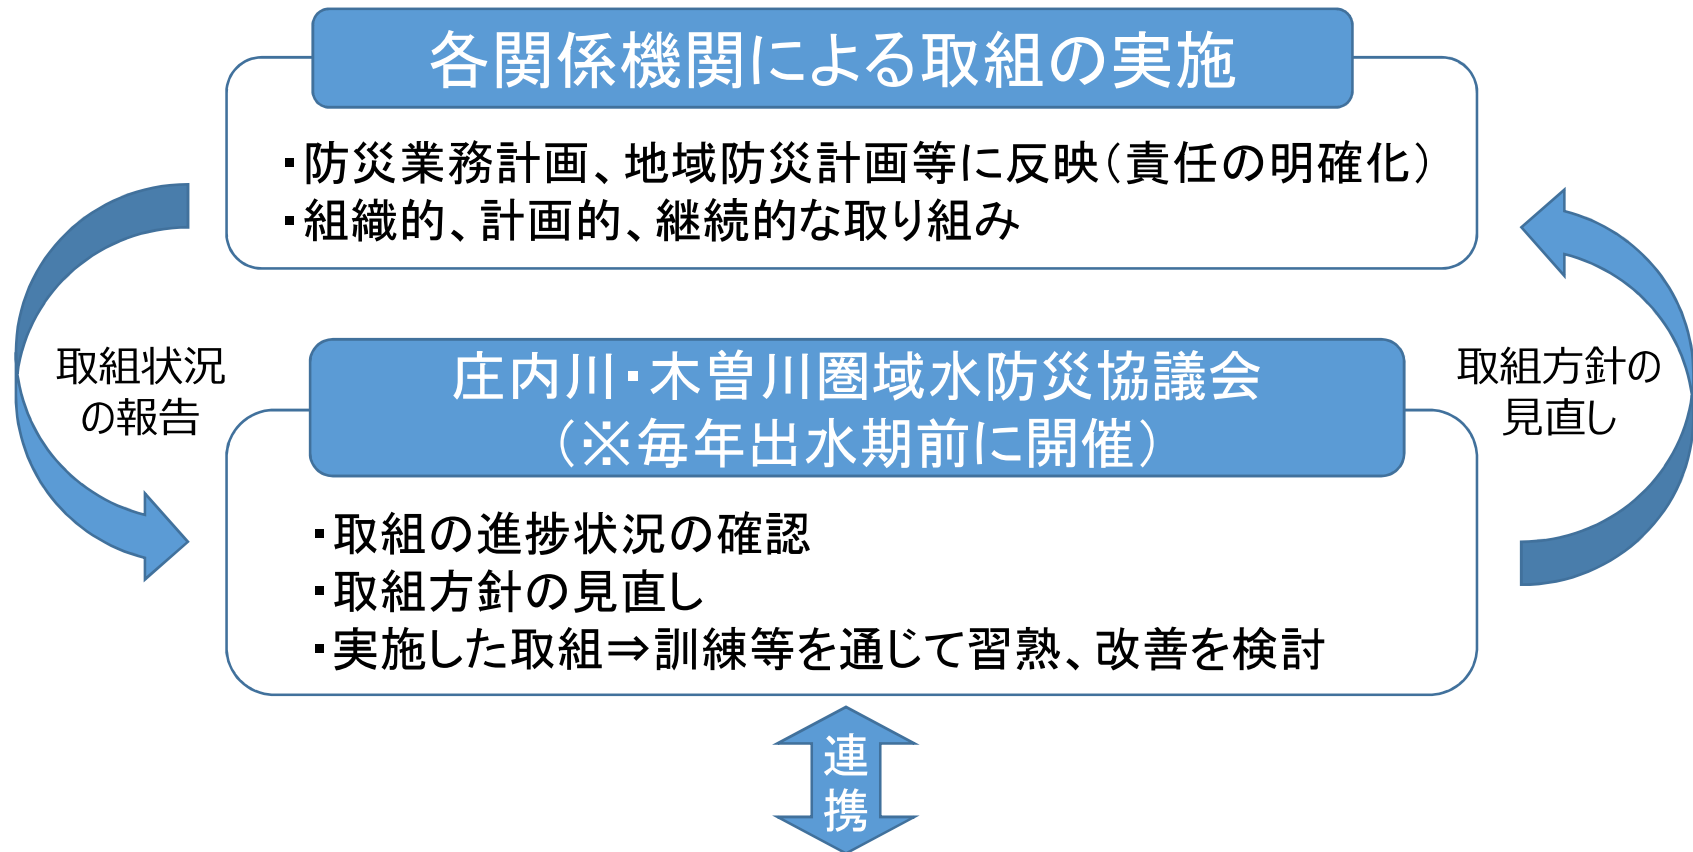 各関係機関による取組の実施
・防災業務計画、地域防災計画等に反映（責任の明確化）
・組織的、計画的、継続的な取り組み
取組状況
の報告
庄内川・木曽川圏域水防災協議会
（※毎年出水期前に開催）
取組方針の
見直し
・取組の進捗状況の確認
・取組方針の見直し
・実施した取組⇒訓練等を通じて習熟、改善を検討
連
携